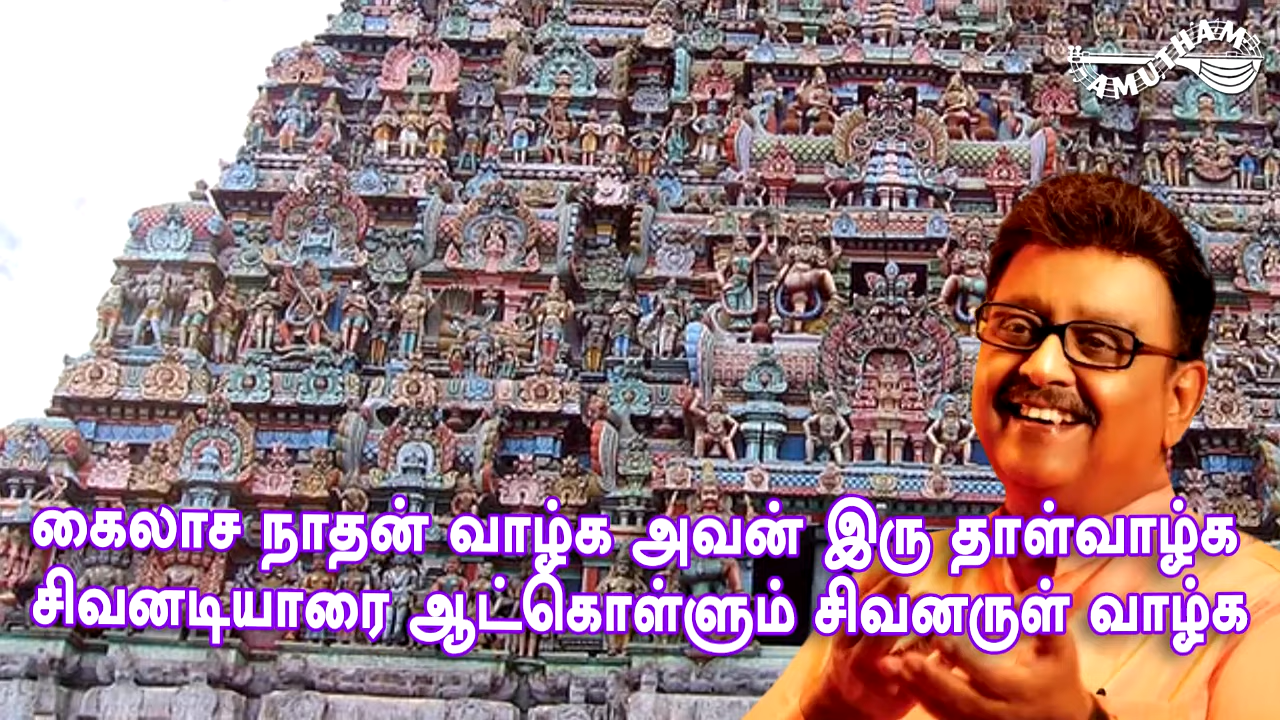 AMUTHAM
கைலாச நாதன் வாழ்க அவன் இரு தாள்வாழ்க
சிவனடியாரை ஆட்கொள்ளும் சிவனருள் வாழ்க